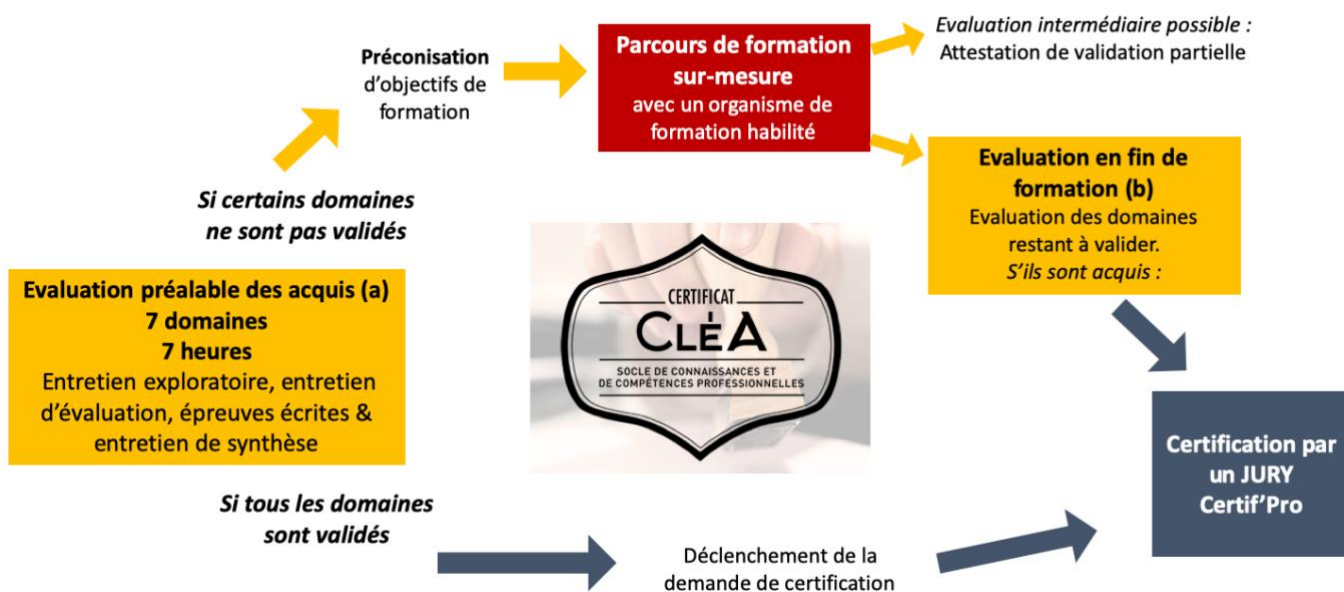 Préconisation
d'objectifs de
formation
Parcours de formation
sur-mesure
avec un organisme de
formation habilité
Evaluation intermédiaire possible :
Attestation de validation partielle
Si certains domaines
ne sont pas validés
Evaluation en fin de
formation (b)
Evaluation des domaines
restant à valider.
S'ils sont acquis :
Evaluation préalable des acquis (a)
7 domaines
7 heures
Entretien exploratoire, entretien
d'évaluation, épreuves écrites &
entretien de synthèse
CERTIFICAT
CLéA
SOCLE DE CONNAISSANCES ET
DE COMPÉTENCES PROFESSIONNELLES
Si tous les domaines
sont validés
Déclenchement de la
demande de certification
Certification par
un JURY
Certif'Pro